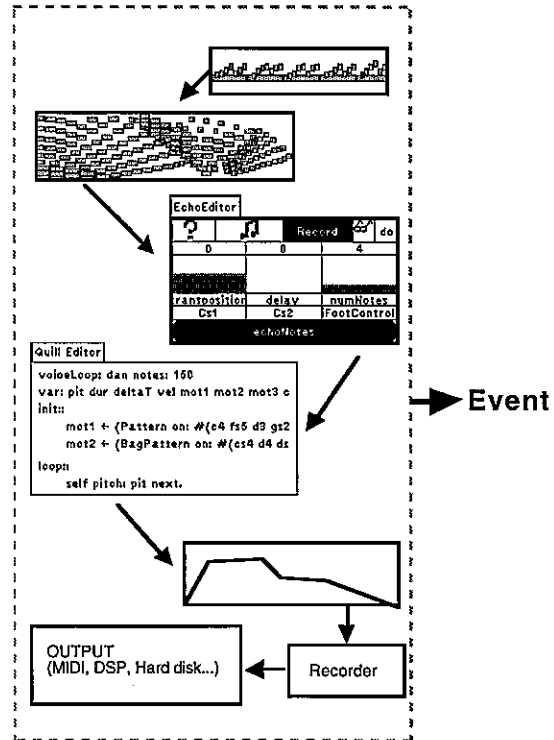 EchoEditor
Record do
0 0 4
ransposition delay numNotes
Cs1 Cs2 FootControl
echoNotes
Quill Editor
voiceLoop: dan notes: 150
var: pit dur deltaT vel mot1 mot2 mot3 c
init::
mot1 ← (Pattern on: #(c4 fs5 d3 gs2
mot2 ← (BagPattern on: #(cs4 d4 ds
loop::
self pitch: pit next.
Event
OUTPUT
(MIDI, DSP, Hard disk...)
Recorder